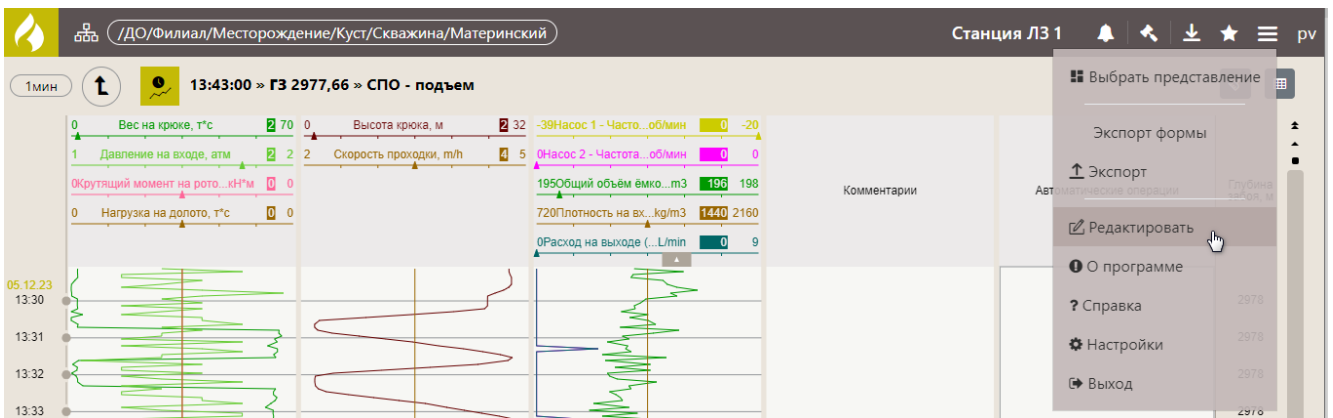 /ДО/Филиал/Месторождение/Куст/Скважина/Материнский
Станция ЛЗ 1
pv
1мин
13:43:00 » ГЗ 2977,66 » СПО - подъем
0 Вес на крюке, т*с 2 70
1 Давление на входе, атм 2 2
0Крутящий момент на рото...кН*м 0 0
0 Нагрузка на долото, т*с 0 0
0 Высота крюка, м 2 32
2 Скорость проходки, m/h 4 5
-39Насос 1 - Часто...об/мин 0 -20
0Насос 2 - Частота...об/мин 0 0
195Общий объём ёмко...m3 196 198
720Плотность на вх...kg/m3 1440 2160
0Расход на выходе (...L/min 0 9
Комментарии
Автоматические операции
Глубина
забоя, м
Выбрать представление
Экспорт формы
Экспорт
Редактировать
О программе
? Справка
Настройки
Выход
05.12.23
13:30
2978
13:31
2978
13:32
2978
13:33
2978